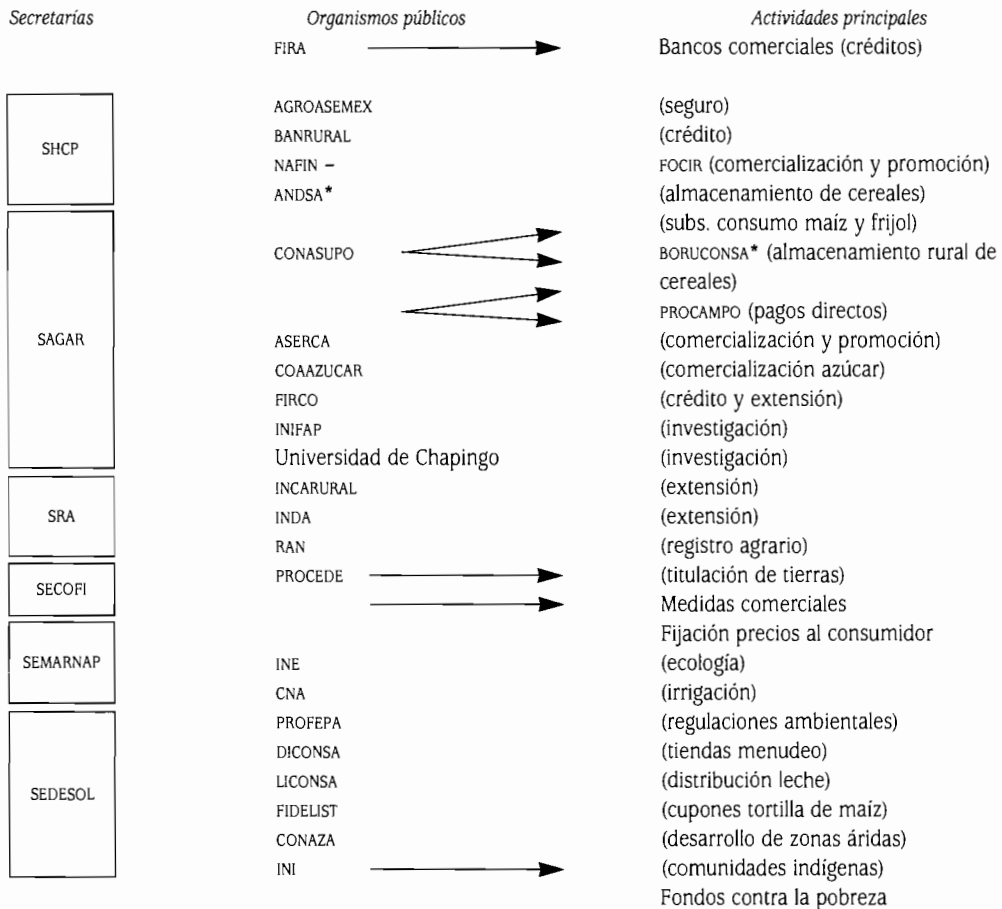 Secretarías Organismos públicos Actividades principales
FIRA Bancos comerciales (créditos)
AGROASEMEX (seguro)
BANRURAL (crédito)
SHCP
NAFIN – FOCIR (comercialización y promoción)
ANDSA* (almacenamiento de cereales)
(subs. consumo maíz y frijol)
CONASUPO BORUCONSA* (almacenamiento rural de
cereales)
PROCAMPO (pagos directos)
SAGAR ASERCA (comercialización y promoción)
COAAZUCAR (comercialización azúcar)
FIRCO (crédito y extensión)
INIFAP (investigación)
Universidad de Chapingo (investigación)
INCARURAL (extensión)
SRA INDA (extensión)
RAN (registro agrario)
PROCEDE (titulación de tierras)
SECOFI
Medidas comerciales
Fijación precios al consumidor
SEMARNAP INE (ecología)
CNA (irrigación)
PROFEPA (regulaciones ambientales)
DICONSA (tiendas menudeo)
LICONSA (distribución leche)
SEDESOL
FIDELIST (cupones tortilla de maíz)
CONAZA (desarrollo de zonas áridas)
INI (comunidades indígenas)
Fondos contra la pobreza